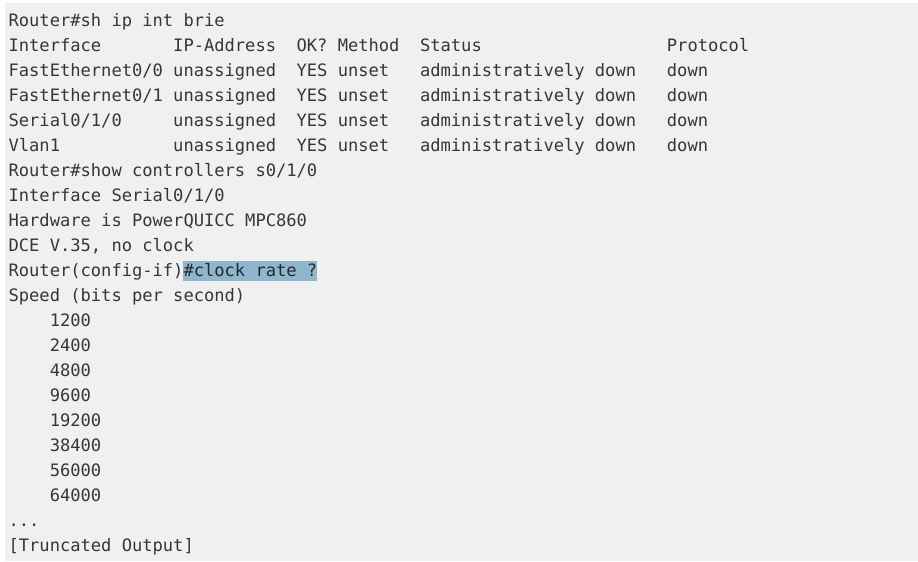 Router#sh ip int brie
Interface       IP-Address  OK? Method  Status                  Protocol
FastEthernet0/0 unassigned  YES unset   administratively down   down
FastEthernet0/1 unassigned  YES unset   administratively down   down
Serial0/1/0     unassigned  YES unset   administratively down   down
Vlan1           unassigned  YES unset   administratively down   down
Router#show controllers s0/1/0
Interface Serial0/1/0
Hardware is PowerQUICC MPC860
DCE V.35, no clock
Router(config-if)#clock rate ?
Speed (bits per second)
    1200
    2400
    4800
    9600
    19200
    38400
    56000
    64000
...
[Truncated Output]